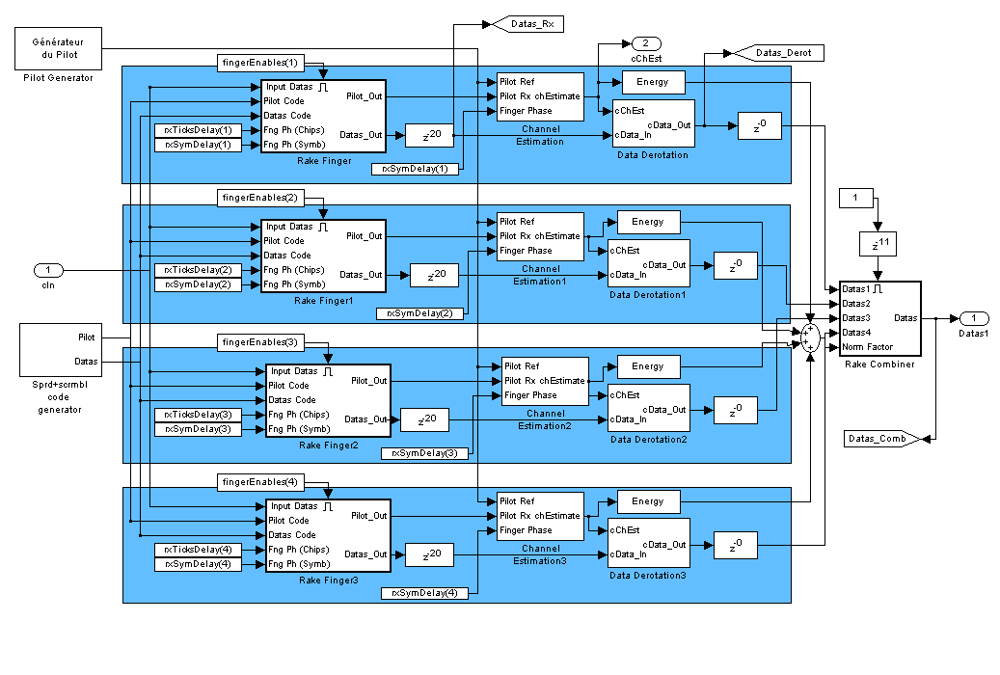 Datas_Rx
Générateur
du Pilot
Pilot Generator
2
cChEst
Datas_Derot
fingerEnables(1)
Input Datas
Pilot Code
Datas Code
Fng Ph (Chips)
Fng Ph (Symb)
Pilot_Out
Datas_Out
Rake Finger
rxTicksDelay(1)
rxSymDelay(1)
z-20
Pilot Ref
Pilot Rx chEstimate
Finger Phase
Channel
Estimation
rxSymDelay(1)
Energy
cChEst
cData_Out
cData_In
Data Derotation
z-0
fingerEnables(2)
Input Datas
Pilot Code
Datas Code
Fng Ph (Chips)
Fng Ph (Symb)
Pilot_Out
Datas_Out
Rake Finger1
rxTicksDelay(2)
rxSymDelay(2)
z-20
Pilot Ref
Pilot Rx chEstimate
Finger Phase
Channel
Estimation1
rxSymDelay(2)
Energy
cChEst
cData_Out
cData_In
Data Derotation1
z-0
1
cIn
1
z-11
Datas1
Datas2
Datas3
Datas4
Norm Factor
Datas
Rake Combiner
1
Datas1
Datas_Comb
+
+
+
+
Pilot
Datas
Sprd+scrmbl
code
generator
fingerEnables(3)
Input Datas
Pilot Code
Datas Code
Fng Ph (Chips)
Fng Ph (Symb)
Pilot_Out
Datas_Out
Rake Finger2
rxTicksDelay(3)
rxSymDelay(3)
z-20
Pilot Ref
Pilot Rx chEstimate
Finger Phase
Channel
Estimation2
rxSymDelay(3)
Energy
cChEst
cData_Out
cData_In
Data Derotation2
z-0
fingerEnables(4)
Input Datas
Pilot Code
Datas Code
Fng Ph (Chips)
Fng Ph (Symb)
Pilot_Out
Datas_Out
Rake Finger3
rxTicksDelay(4)
rxSymDelay(4)
z-20
Pilot Ref
Pilot Rx chEstimate
Finger Phase
Channel
Estimation3
rxSymDelay(4)
Energy
cChEst
cData_Out
cData_In
Data Derotation3
z-0